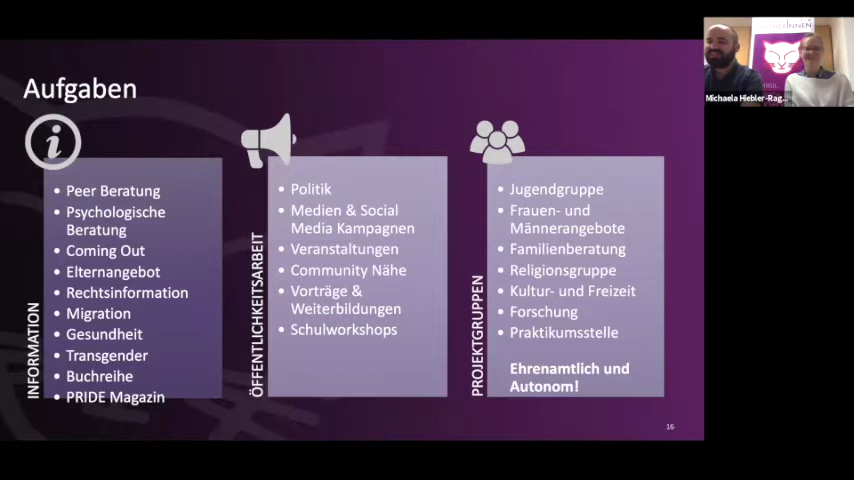 Aufgaben
INFORMATION
• Peer Beratung
• Psychologische
Beratung
• Coming Out
• Elternangebot
• Rechtsinformation
• Migration
• Gesundheit
• Transgender
• Buchreihe
• PRIDE Magazin
ÖFFENTLICHKEITSARBEIT
• Politik
• Medien & Social
Media Kampagnen
• Veranstaltungen
• Community Nähe
• Vorträge &
Weiterbildungen
• Schulworkshops
PROJEKTGRUPPEN
• Jugendgruppe
• Frauen- und
Männerangebote
• Familienberatung
• Religionsgruppe
• Kultur- und Freizeit
• Forschung
• Praktikumsstelle
Ehrenamtlich und
Autonom!
16
Michaela Hiebler-Rag...